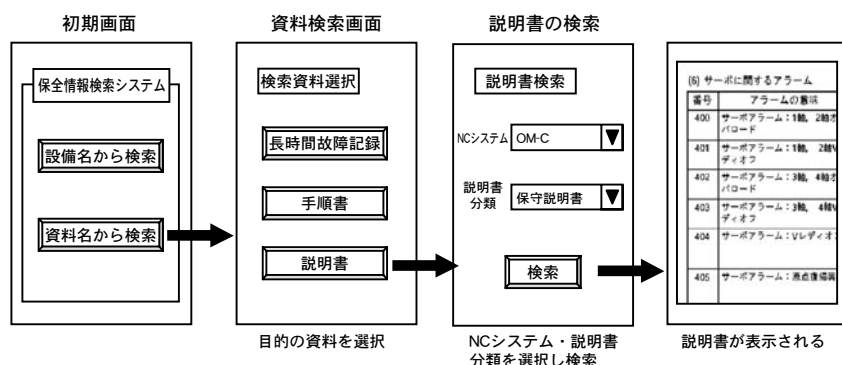 初期画面
資料検索画面
説明書の検索
保全情報検索システム
設備名から検索
資料名から検索
検索資料選択
長時間故障記録
手順書
説明書
目的の資料を選択
説明書検索
NCシステム
OM-C
説明書
分類
保守説明書
検索
NCシステム・説明書
分類を選択し検索
(6) サーボに関するアラーム
番号
アラームの意味
400
サーボアラーム：1軸, 2軸オ
バロード
401
サーボアラーム：1軸, 2軸V
ディオフ
402
サーボアラーム：3軸, 4軸オ
バロード
403
サーボアラーム：3軸, 4軸V
ディオフ
404
サーボアラーム：Vレディオ
405
サーボアラーム：原点復帰異
説明書が表示される